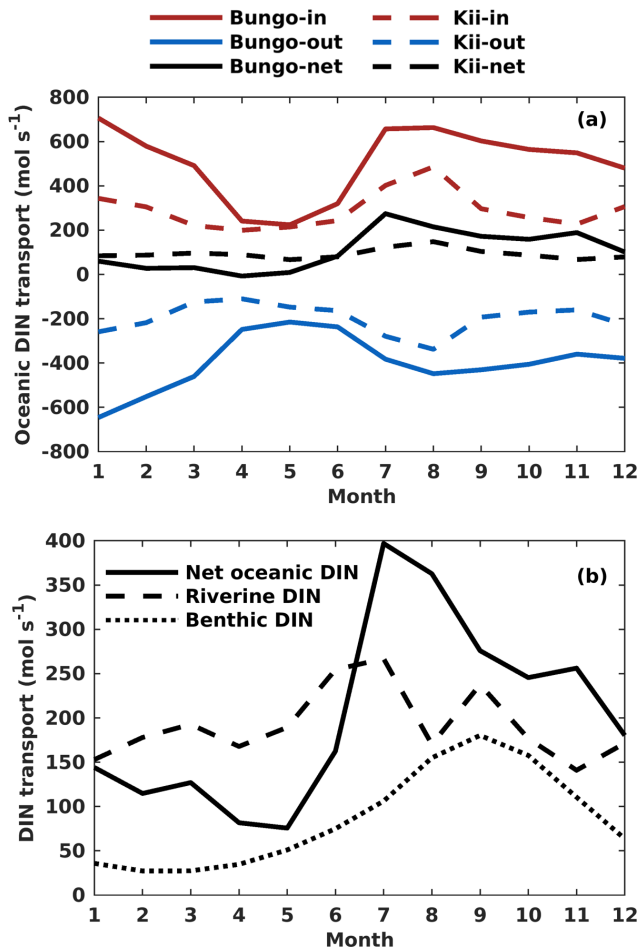 Bungo-in Kii-in
Bungo-out Kii-out
Bungo-net Kii-net
800
600
400
200
0
-200
-400
-600
-800
Oceanic DIN transport (mol s⁻¹)
(a)
1 2 3 4 5 6 7 8 9 10 11 12
Month
400
350
300
250
200
150
100
50
0
DIN transport (mol s⁻¹)
Net oceanic DIN
Riverine DIN
Benthic DIN
(b)
1 2 3 4 5 6 7 8 9 10 11 12
Month